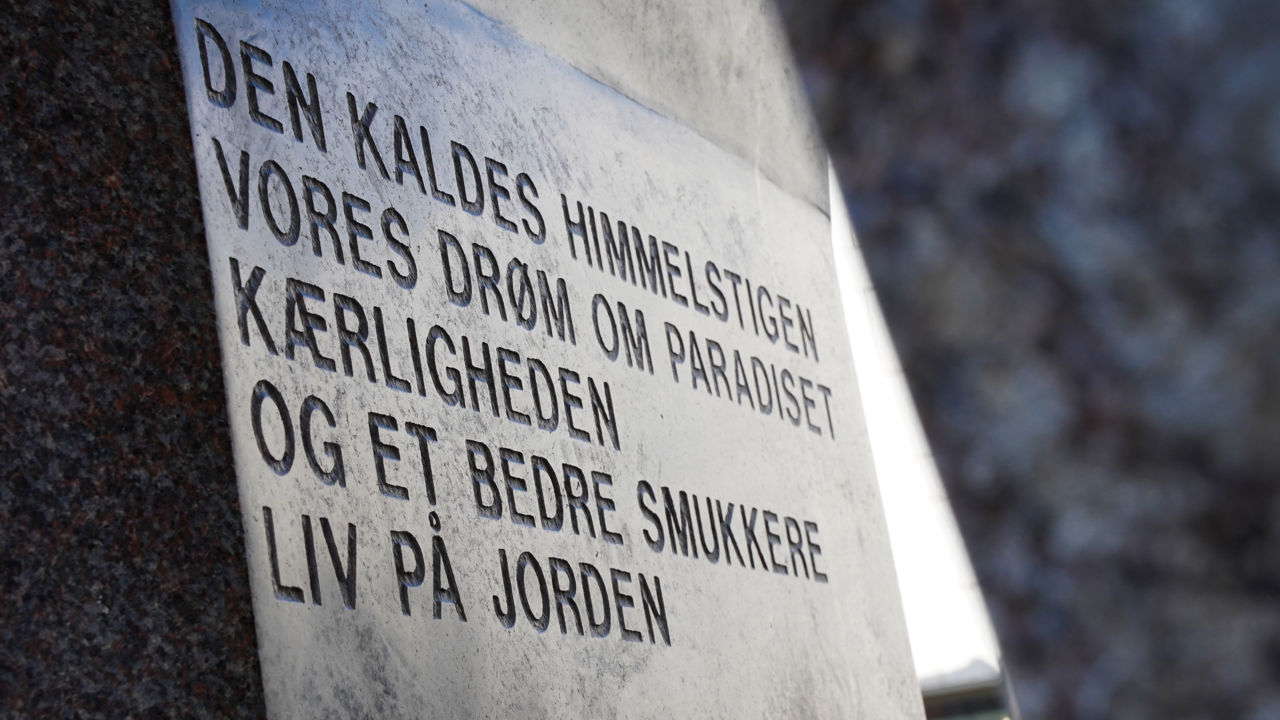 DEN KALDES HIMMELSTIGEN
VORES DRØM OM PARADISET
KÆRLIGHEDEN
OG ET BEDRE SMUKKERE
LIV PÅ JORDEN